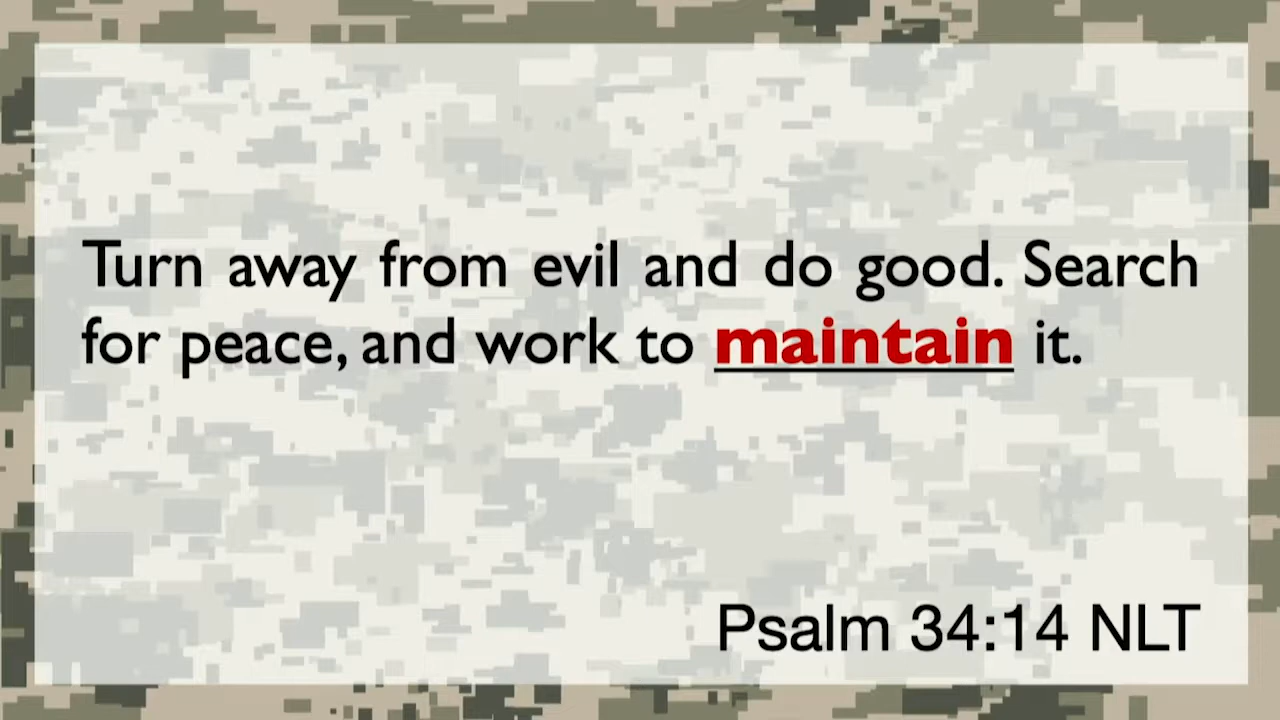 Turn away from evil and do good. Search
for peace, and work to maintain it.
Psalm 34:14 NLT